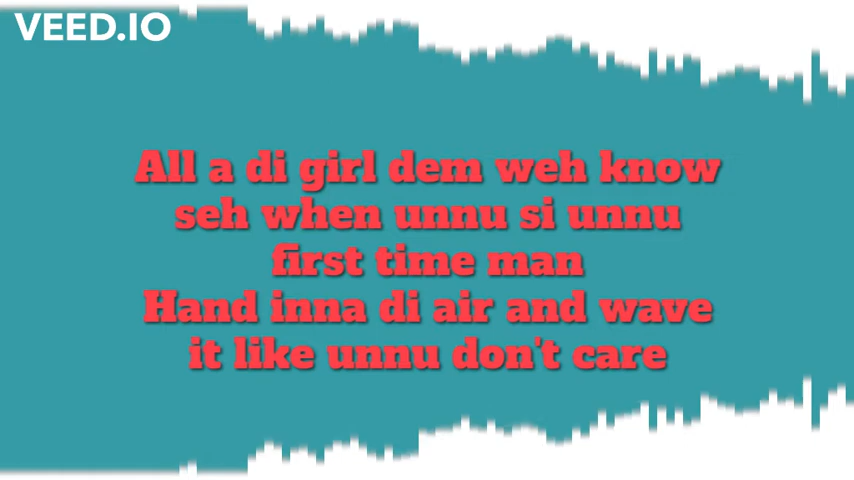 VEED.IO
All a di girl dem weh know
seh when unnu si unnu
first time man
Hand inna di air and wave
it like unnu don't care